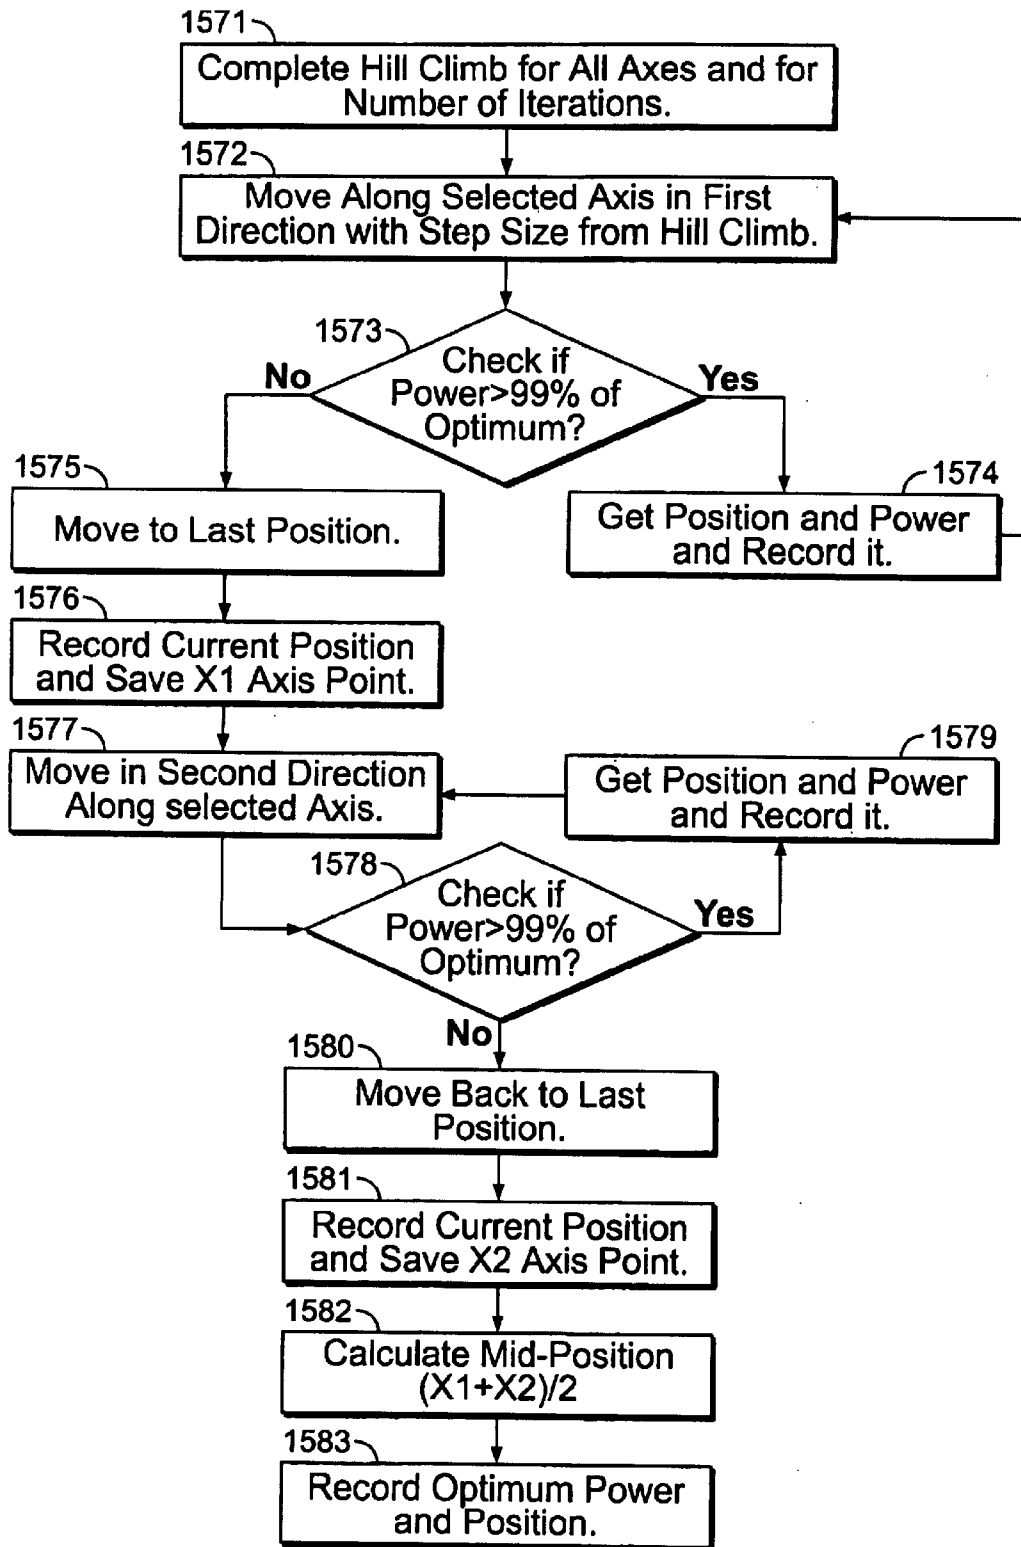 1571
Complete Hill Climb for All Axes and for
Number of Iterations.
1572
Move Along Selected Axis in First
Direction with Step Size from Hill Climb.
1573
Check if
Power>99% of
Optimum?
No
Yes
1575
Move to Last Position.
1574
Get Position and Power
and Record it.
1576
Record Current Position
and Save X1 Axis Point.
1577
Move in Second Direction
Along selected Axis.
1579
Get Position and Power
and Record it.
1578
Check if
Power>99% of
Optimum?
Yes
No
1580
Move Back to Last
Position.
1581
Record Current Position
and Save X2 Axis Point.
1582
Calculate Mid-Position
(X1+X2)/2
1583
Record Optimum Power
and Position.